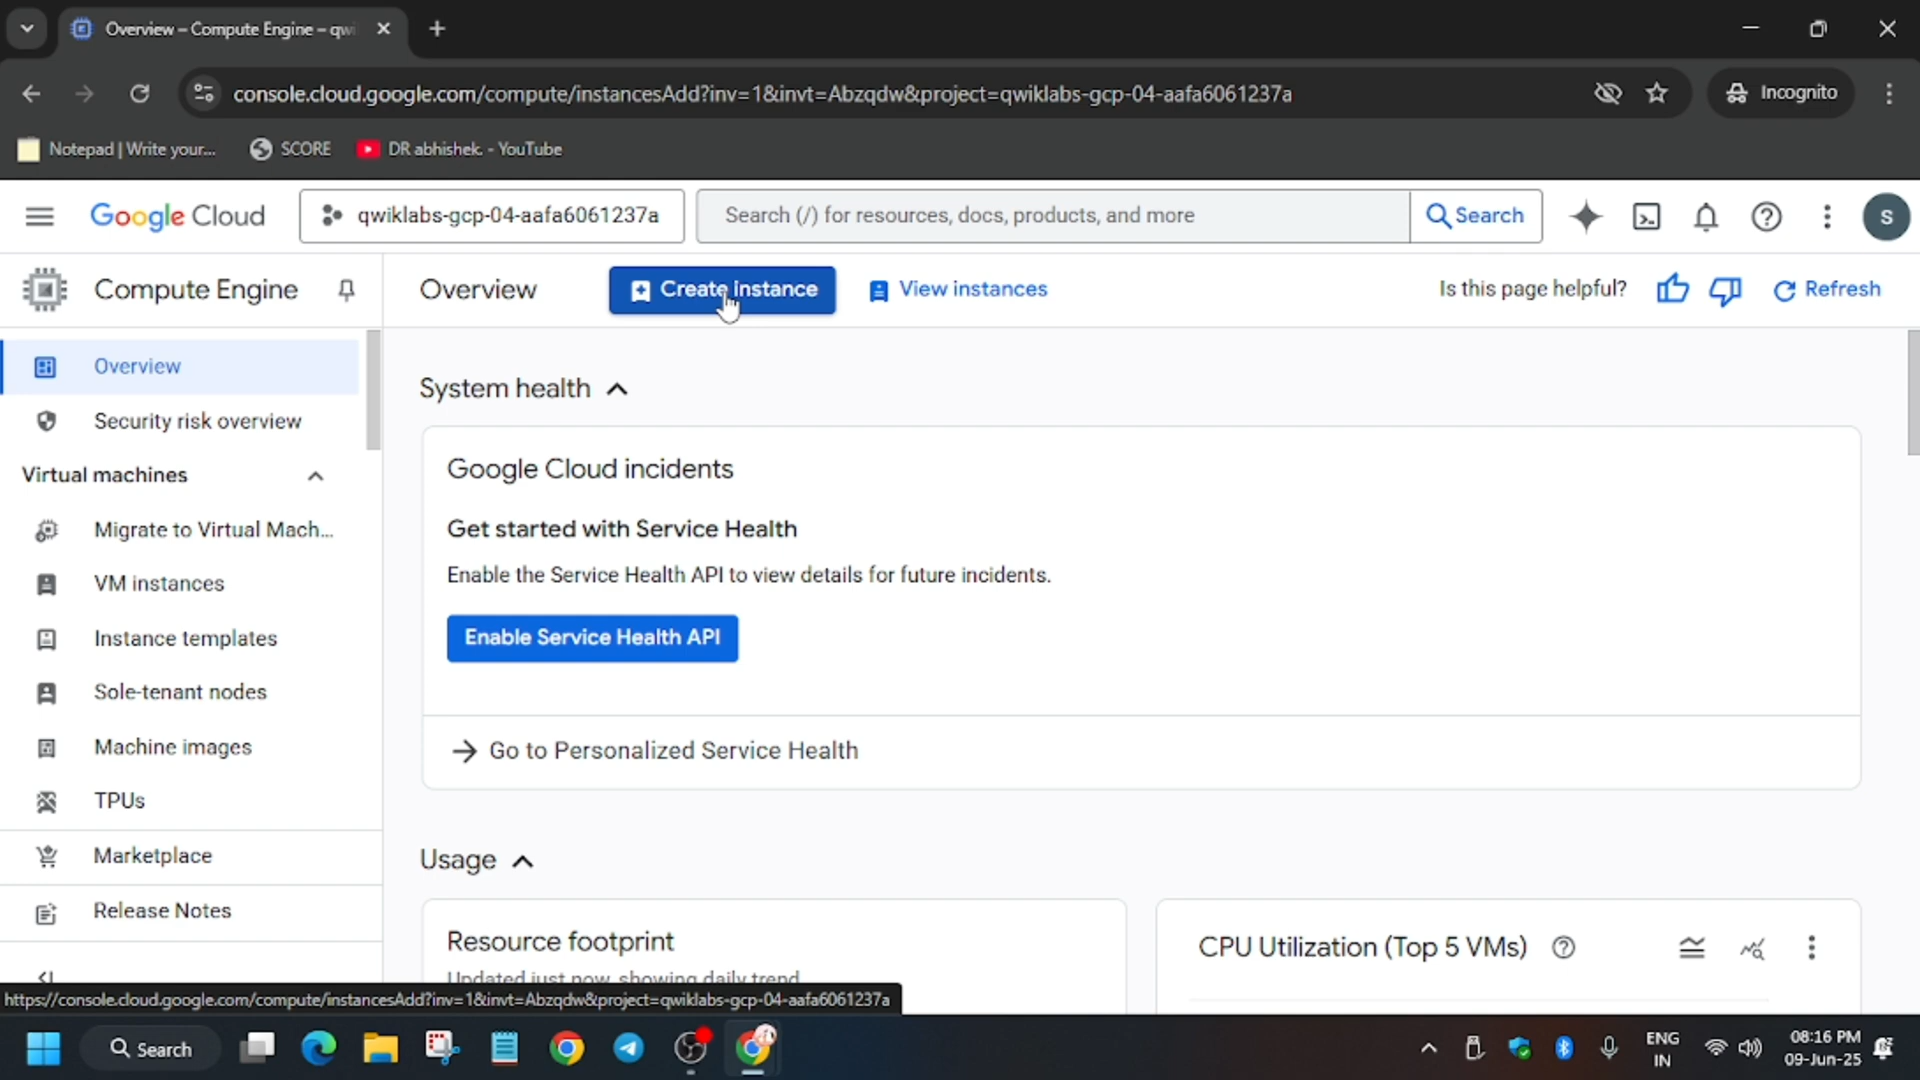 Overview – Compute Engine – qwi
console.cloud.google.com/compute/instancesAdd?inv=1&invt=Abzqdw&project=qwiklabs-gcp-04-aafa6061237a
Incognito
Notepad | Write your...
SCORE
DR abhishek. - YouTube
Google Cloud
qwiklabs-gcp-04-aafa6061237a
Search (/) for resources, docs, products, and more
Search
S
Compute Engine
Overview
Create instance
View instances
Is this page helpful?
Refresh
Overview
Security risk overview
Virtual machines
Migrate to Virtual Mach...
VM instances
Instance templates
Sole-tenant nodes
Machine images
TPUs
Marketplace
Release Notes
System health
Google Cloud incidents
Get started with Service Health
Enable the Service Health API to view details for future incidents.
Enable Service Health API
Go to Personalized Service Health
Usage
Resource footprint
Updated just now, showing daily trend
CPU Utilization (Top 5 VMs)
https://console.cloud.google.com/compute/instancesAdd?inv=1&invt=Abzqdw&project=qwiklabs-gcp-04-aafa6061237a
Search
ENG
IN
08:16 PM
09-Jun-25